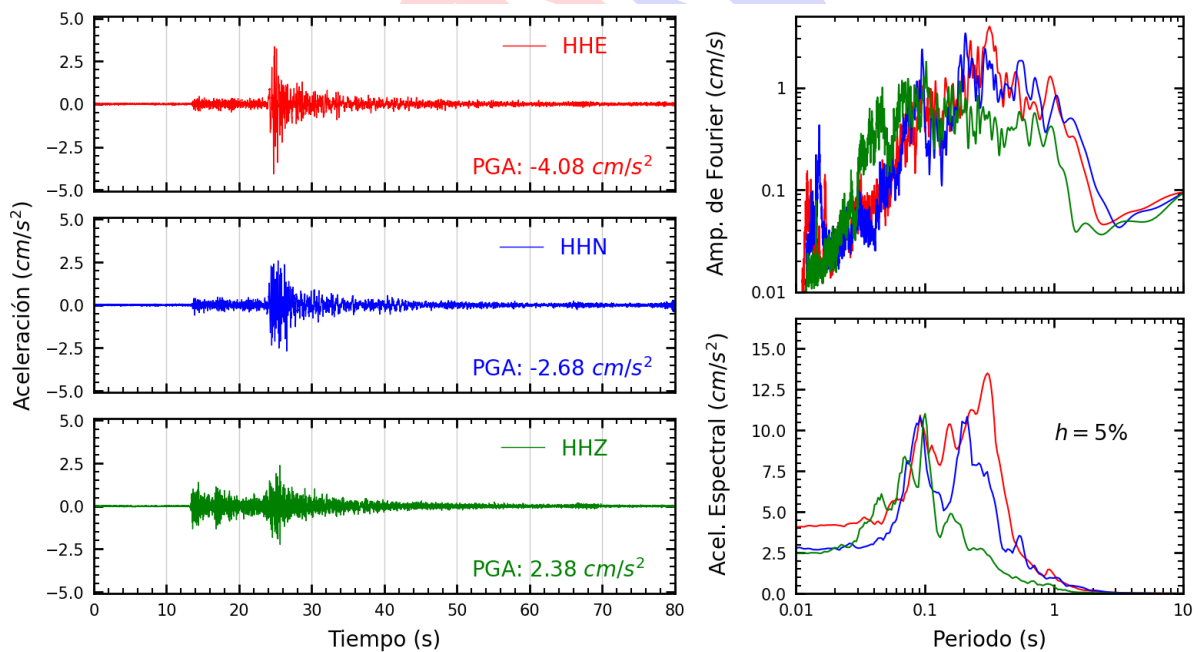 Aceleración (cm/s²)
5.0
2.5
0.0
−2.5
−5.0
HHE
PGA: -4.08 cm/s²
5.0
2.5
0.0
−2.5
−5.0
HHN
PGA: -2.68 cm/s²
5.0
2.5
0.0
−2.5
−5.0
HHZ
PGA: 2.38 cm/s²
0 10 20 30 40 50 60 70 80
Tiempo (s)
Amp. de Fourier (cm/s)
1
0.10
0.01
Acel. Espectral (cm/s²)
15.0
12.5
10.0
7.5
5.0
2.5
0.0
h = 5%
0.01 0.1 1 10
Periodo (s)